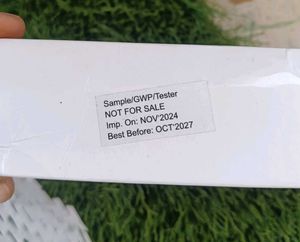 Sample/GWP/Tester
NOT FOR SALE
Imp. On: NOV'2024
Best Before: OCT'2027